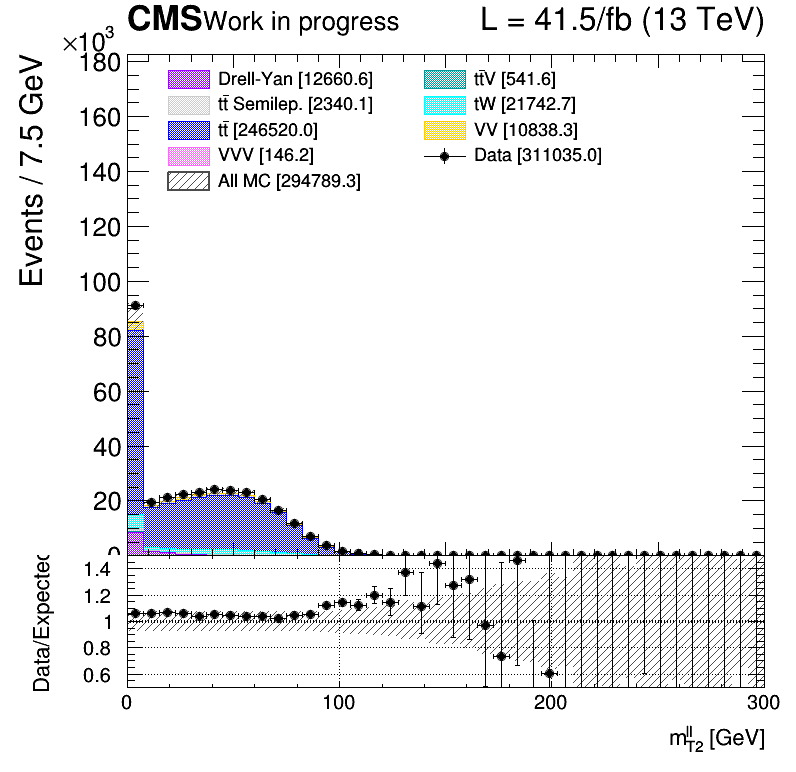 CMS Work in progress L = 41.5/fb (13 TeV)
×10³
Events / 7.5 GeV
Drell-Yan [12660.6]
tt̄ Semilep. [2340.1]
tt̄ [246520.0]
VVV [146.2]
All MC [294789.3]
tt̄V [541.6]
tW [21742.7]
VV [10838.3]
Data [311035.0]
180
160
140
120
100
80
60
40
20
0
Data/Expected
1.4
1.2
1
0.8
0.6
0 100 200 300
m_{T2}^{ll} [GeV]